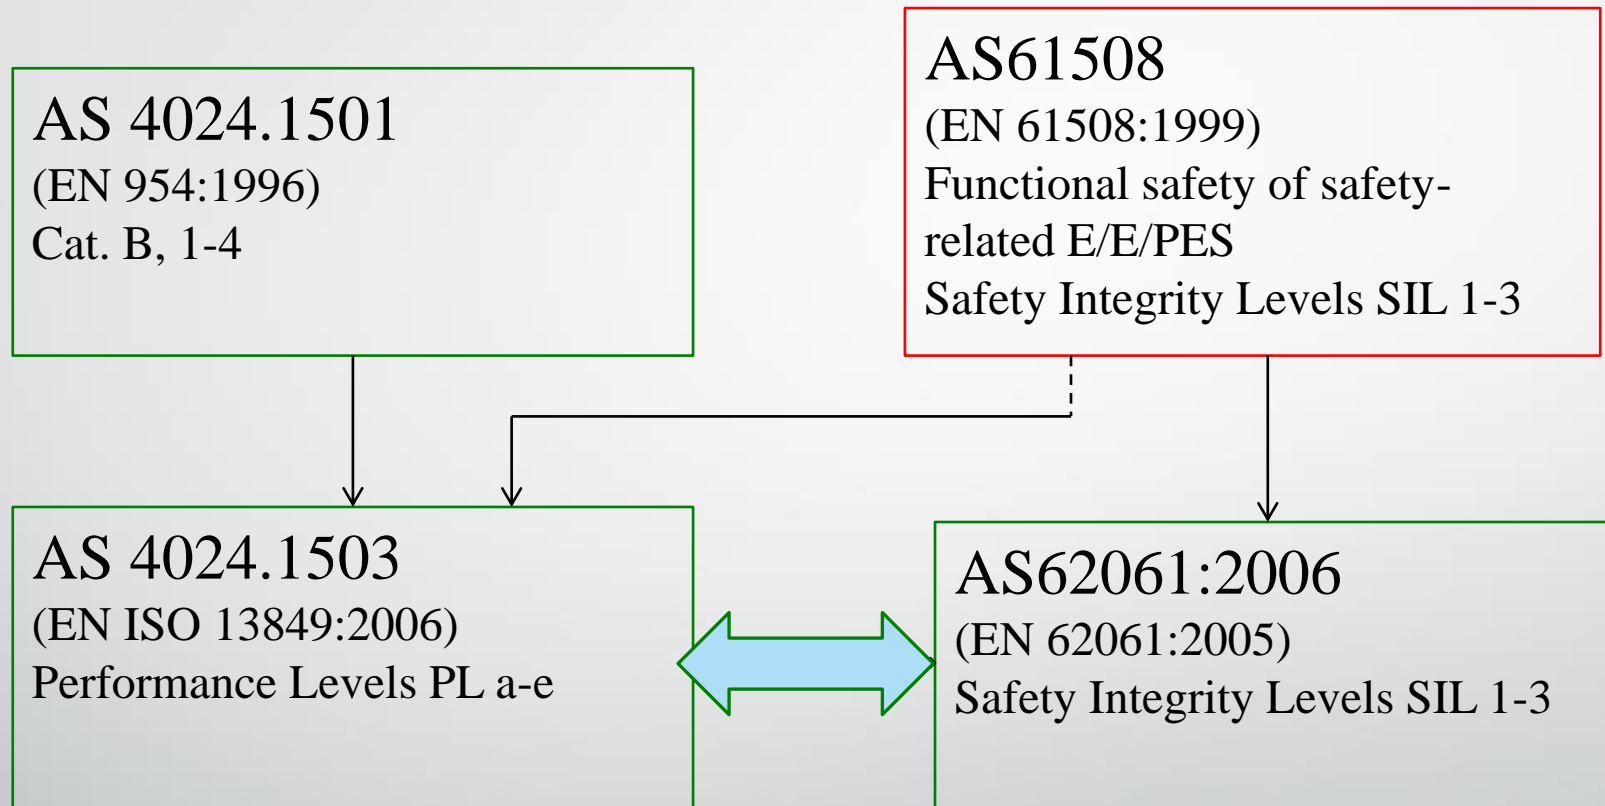 AS 4024.1501
(EN 954:1996)
Cat. B, 1-4
AS61508
(EN 61508:1999)
Functional safety of safety-
related E/E/PES
Safety Integrity Levels SIL 1-3
AS 4024.1503
(EN ISO 13849:2006)
Performance Levels PL a-e
AS62061:2006
(EN 62061:2005)
Safety Integrity Levels SIL 1-3